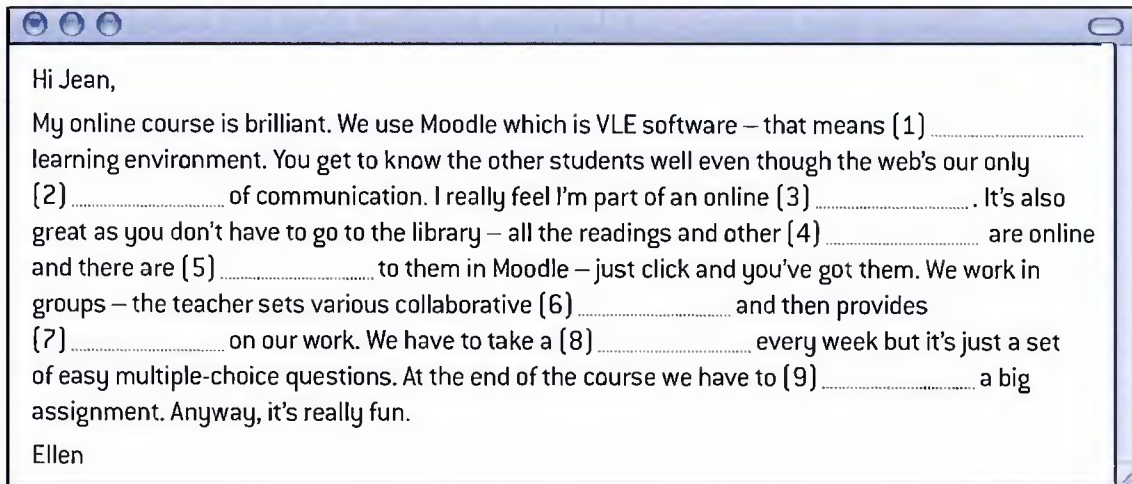 Hi Jean,
My online course is brilliant. We use Moodle which is VLE software – that means (1) ....................
learning environment. You get to know the other students well even though the web's our only
(2) .................... of communication. I really feel I'm part of an online (3) .................... . It's also
great as you don't have to go to the library – all the readings and other (4) .................... are online
and there are (5) .................... to them in Moodle – just click and you've got them. We work in
groups – the teacher sets various collaborative (6) .................... and then provides
(7) .................... on our work. We have to take a (8) .................... every week but it's just a set
of easy multiple-choice questions. At the end of the course we have to (9) .................... a big
assignment. Anyway, it's really fun.
Ellen